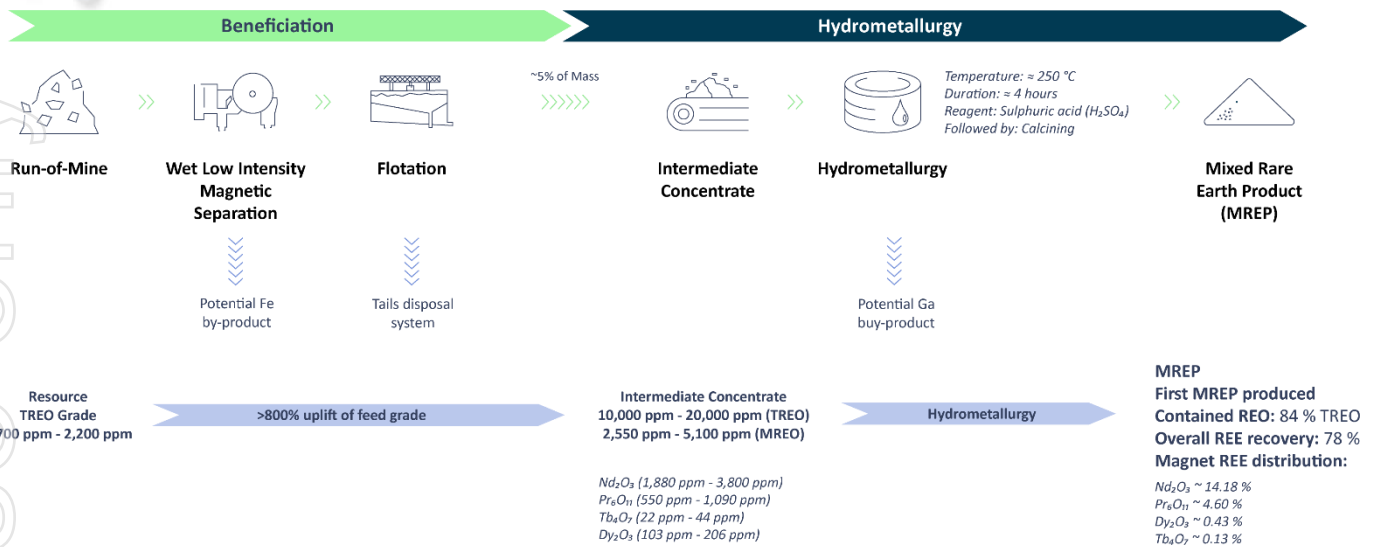 Beneficiation
Hydrometallurgy
~5% of Mass
Temperature: ≈ 250 °C
Duration: ≈ 4 hours
Reagent: Sulphuric acid (H₂SO₄)
Followed by: Calcining
Run-of-Mine
Wet Low Intensity
Magnetic
Separation
Flotation
Intermediate
Concentrate
Hydrometallurgy
Mixed Rare
Earth Product
(MREP)
Potential Fe
by-product
Tails disposal
system
Potential Ga
buy-product
Resource
TREO Grade
700 ppm - 2,200 ppm
>800% uplift of feed grade
Intermediate Concentrate
10,000 ppm - 20,000 ppm (TREO)
2,550 ppm - 5,100 ppm (MREO)
Nd₂O₃ (1,880 ppm - 3,800 ppm)
Pr₆O₁₁ (550 ppm - 1,090 ppm)
Tb₄O₇ (22 ppm - 44 ppm)
Dy₂O₃ (103 ppm - 206 ppm)
Hydrometallurgy
MREP
First MREP produced
Contained REO: 84 % TREO
Overall REE recovery: 78 %
Magnet REE distribution:
Nd₂O₃ ~ 14.18 %
Pr₆O₁₁ ~ 4.60 %
Dy₂O₃ ~ 0.43 %
Tb₄O₇ ~ 0.13 %